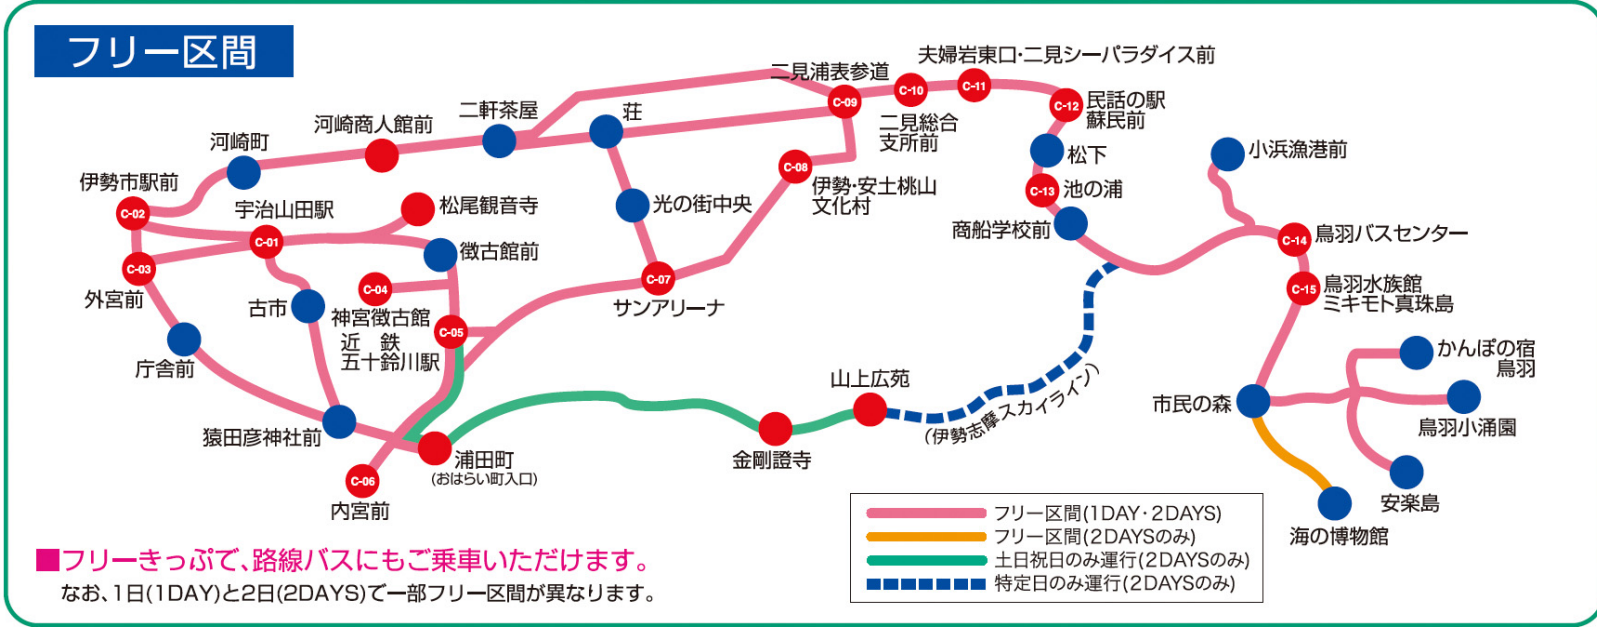 フリー区間
夫婦岩東口・二見シーパラダイス前
二見浦表参道
C-09
C-10
C-11
C-12
民話の駅
蘇民前
二見総合
支所前
二軒茶屋
荘
河崎商人館前
河崎町
伊勢市駅前
C-02
宇治山田駅
C-01
松尾観音寺
徴古館前
C-03
外宮前
C-04
神宮徴古館
古市
近 鉄
五十鈴川駅
C-05
庁舎前
猿田彦神社前
浦田町
(おはらい町入口)
C-06
内宮前
光の街中央
C-07
サンアリーナ
C-08
伊勢・安土桃山
文化村
松下
C-13
池の浦
商船学校前
小浜漁港前
C-14
鳥羽バスセンター
C-15
鳥羽水族館
ミキモト真珠島
かんぽの宿
鳥羽
市民の森
鳥羽小涌園
安楽島
海の博物館
山上広苑
金剛證寺
(伊勢志摩スカイライン)
フリー区間(1DAY・2DAYS)
フリー区間(2DAYSのみ)
土日祝日のみ運行(2DAYSのみ)
特定日のみ運行(2DAYSのみ)
■フリーきっぷで、路線バスにもご乗車いただけます。
なお、1日(1DAY)と2日(2DAYS)で一部フリー区間が異なります。